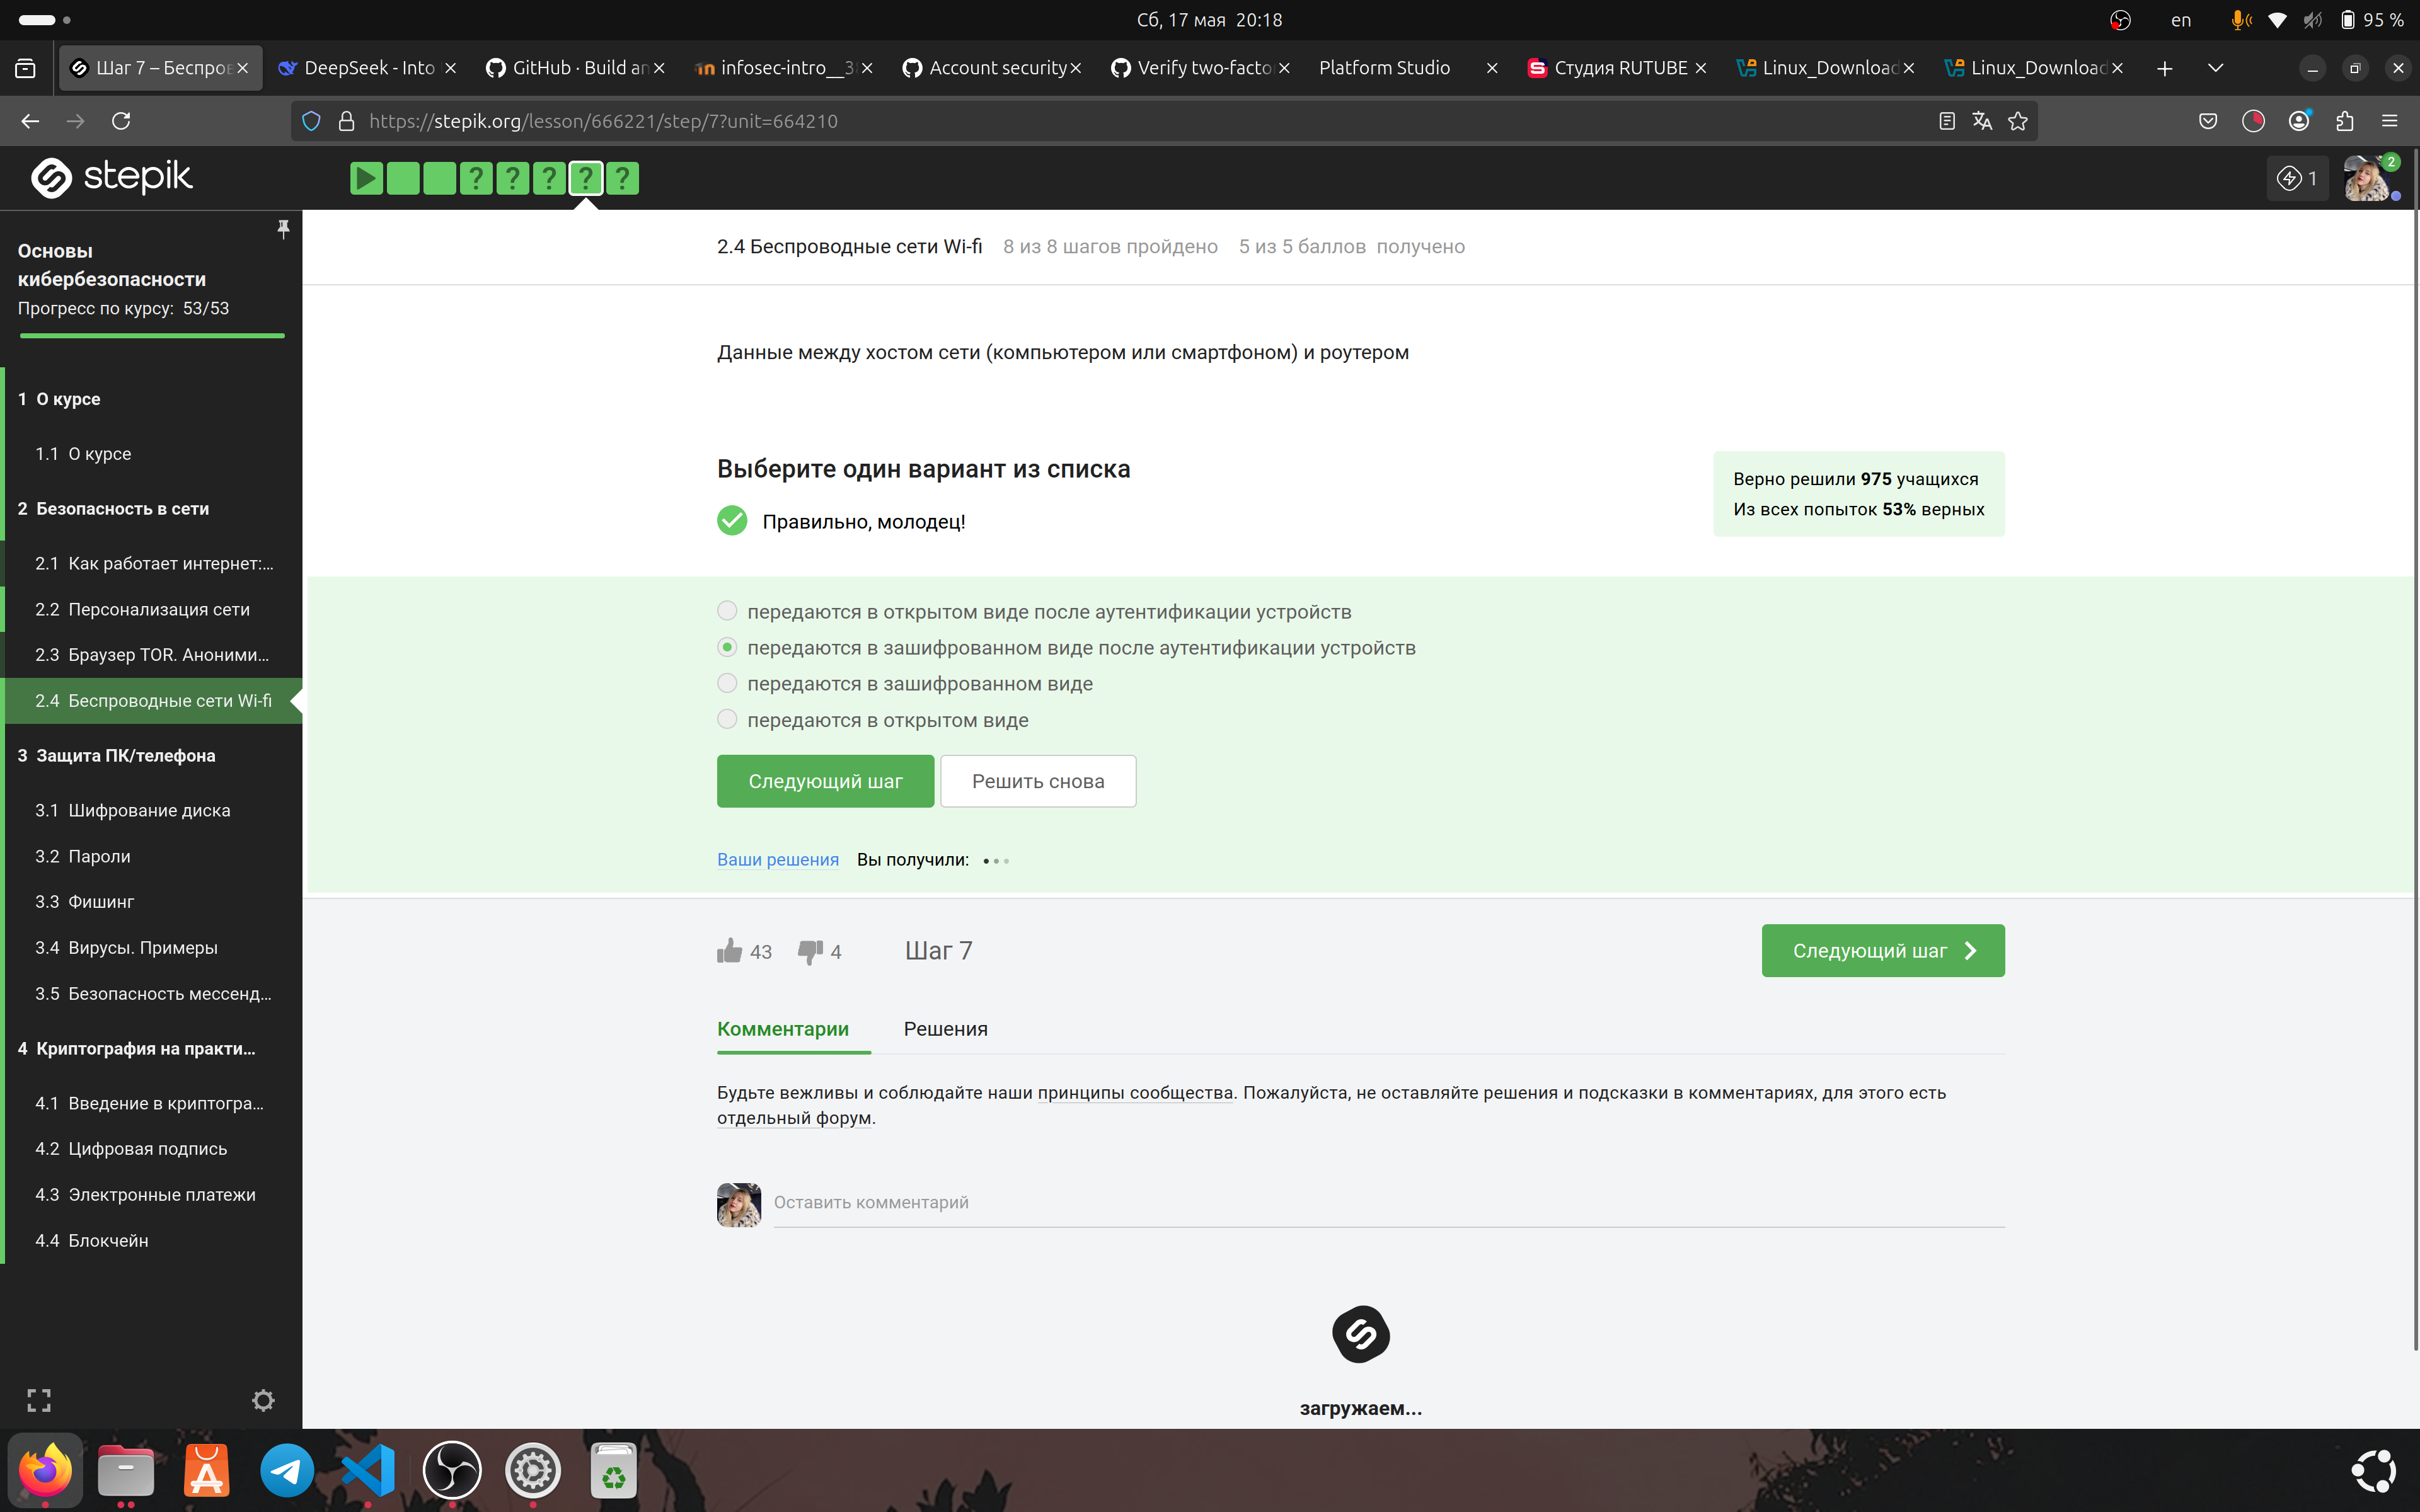 Сб, 17 мая 20:18
en
95 %
Шаг 7 – Беспров
DeepSeek - Into
GitHub · Build an
infosec-intro__3
Account security
Verify two-facto
Platform Studio
Студия RUTUBE
Linux_Download
Linux_Download
https://stepik.org/lesson/666221/step/7?unit=664210
stepik
? ? ? ? ?
1
2
Основы
кибербезопасности
Прогресс по курсу: 53/53
1 О курсе
1.1 О курсе
2 Безопасность в сети
2.1 Как работает интернет:...
2.2 Персонализация сети
2.3 Браузер TOR. Аноними...
2.4 Беспроводные сети Wi-fi
3 Защита ПК/телефона
3.1 Шифрование диска
3.2 Пароли
3.3 Фишинг
3.4 Вирусы. Примеры
3.5 Безопасность мессенд...
4 Криптография на практи...
4.1 Введение в криптогра...
4.2 Цифровая подпись
4.3 Электронные платежи
4.4 Блокчейн
2.4 Беспроводные сети Wi-fi 8 из 8 шагов пройдено 5 из 5 баллов получено
Данные между хостом сети (компьютером или смартфоном) и роутером
Выберите один вариант из списка
Правильно, молодец!
Верно решили 975 учащихся
Из всех попыток 53% верных
передаются в открытом виде после аутентификации устройств
передаются в зашифрованном виде после аутентификации устройств
передаются в зашифрованном виде
передаются в открытом виде
Следующий шаг
Решить снова
Ваши решения Вы получили:
43
4
Шаг 7
Следующий шаг
Комментарии
Решения
Будьте вежливы и соблюдайте наши принципы сообщества. Пожалуйста, не оставляйте решения и подсказки в комментариях, для этого есть
отдельный форум.
Оставить комментарий
загружаем...